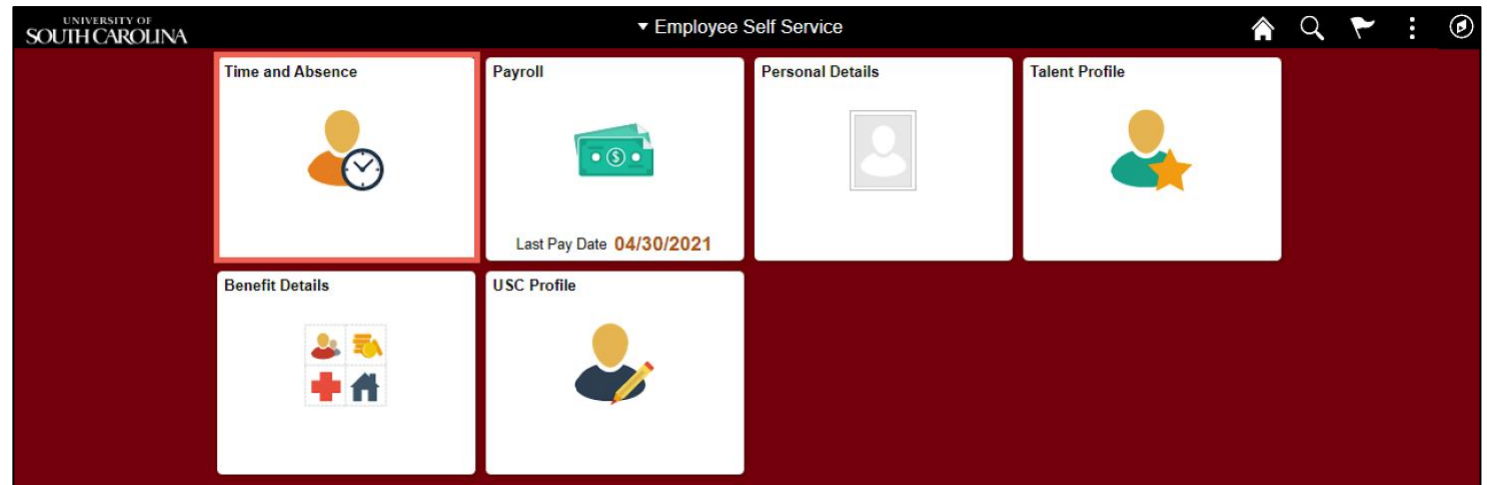 UNIVERSITY OF
SOUTH CAROLINA
Employee Self Service
Time and Absence
Payroll
Last Pay Date 04/30/2021
Personal Details
Talent Profile
Benefit Details
USC Profile